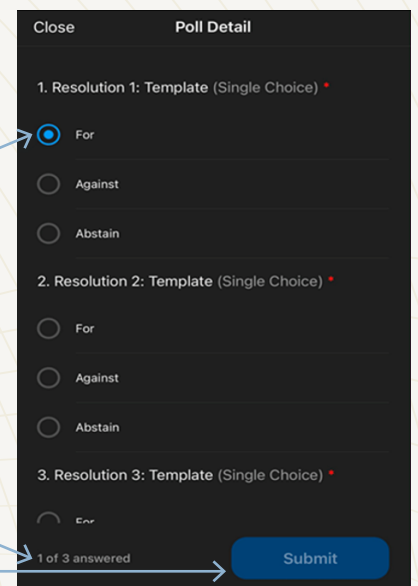 Close Poll Detail
1. Resolution 1: Template (Single Choice) *
For
Against
Abstain
2. Resolution 2: Template (Single Choice) *
For
Against
Abstain
3. Resolution 3: Template (Single Choice) *
For
1 of 3 answered Submit